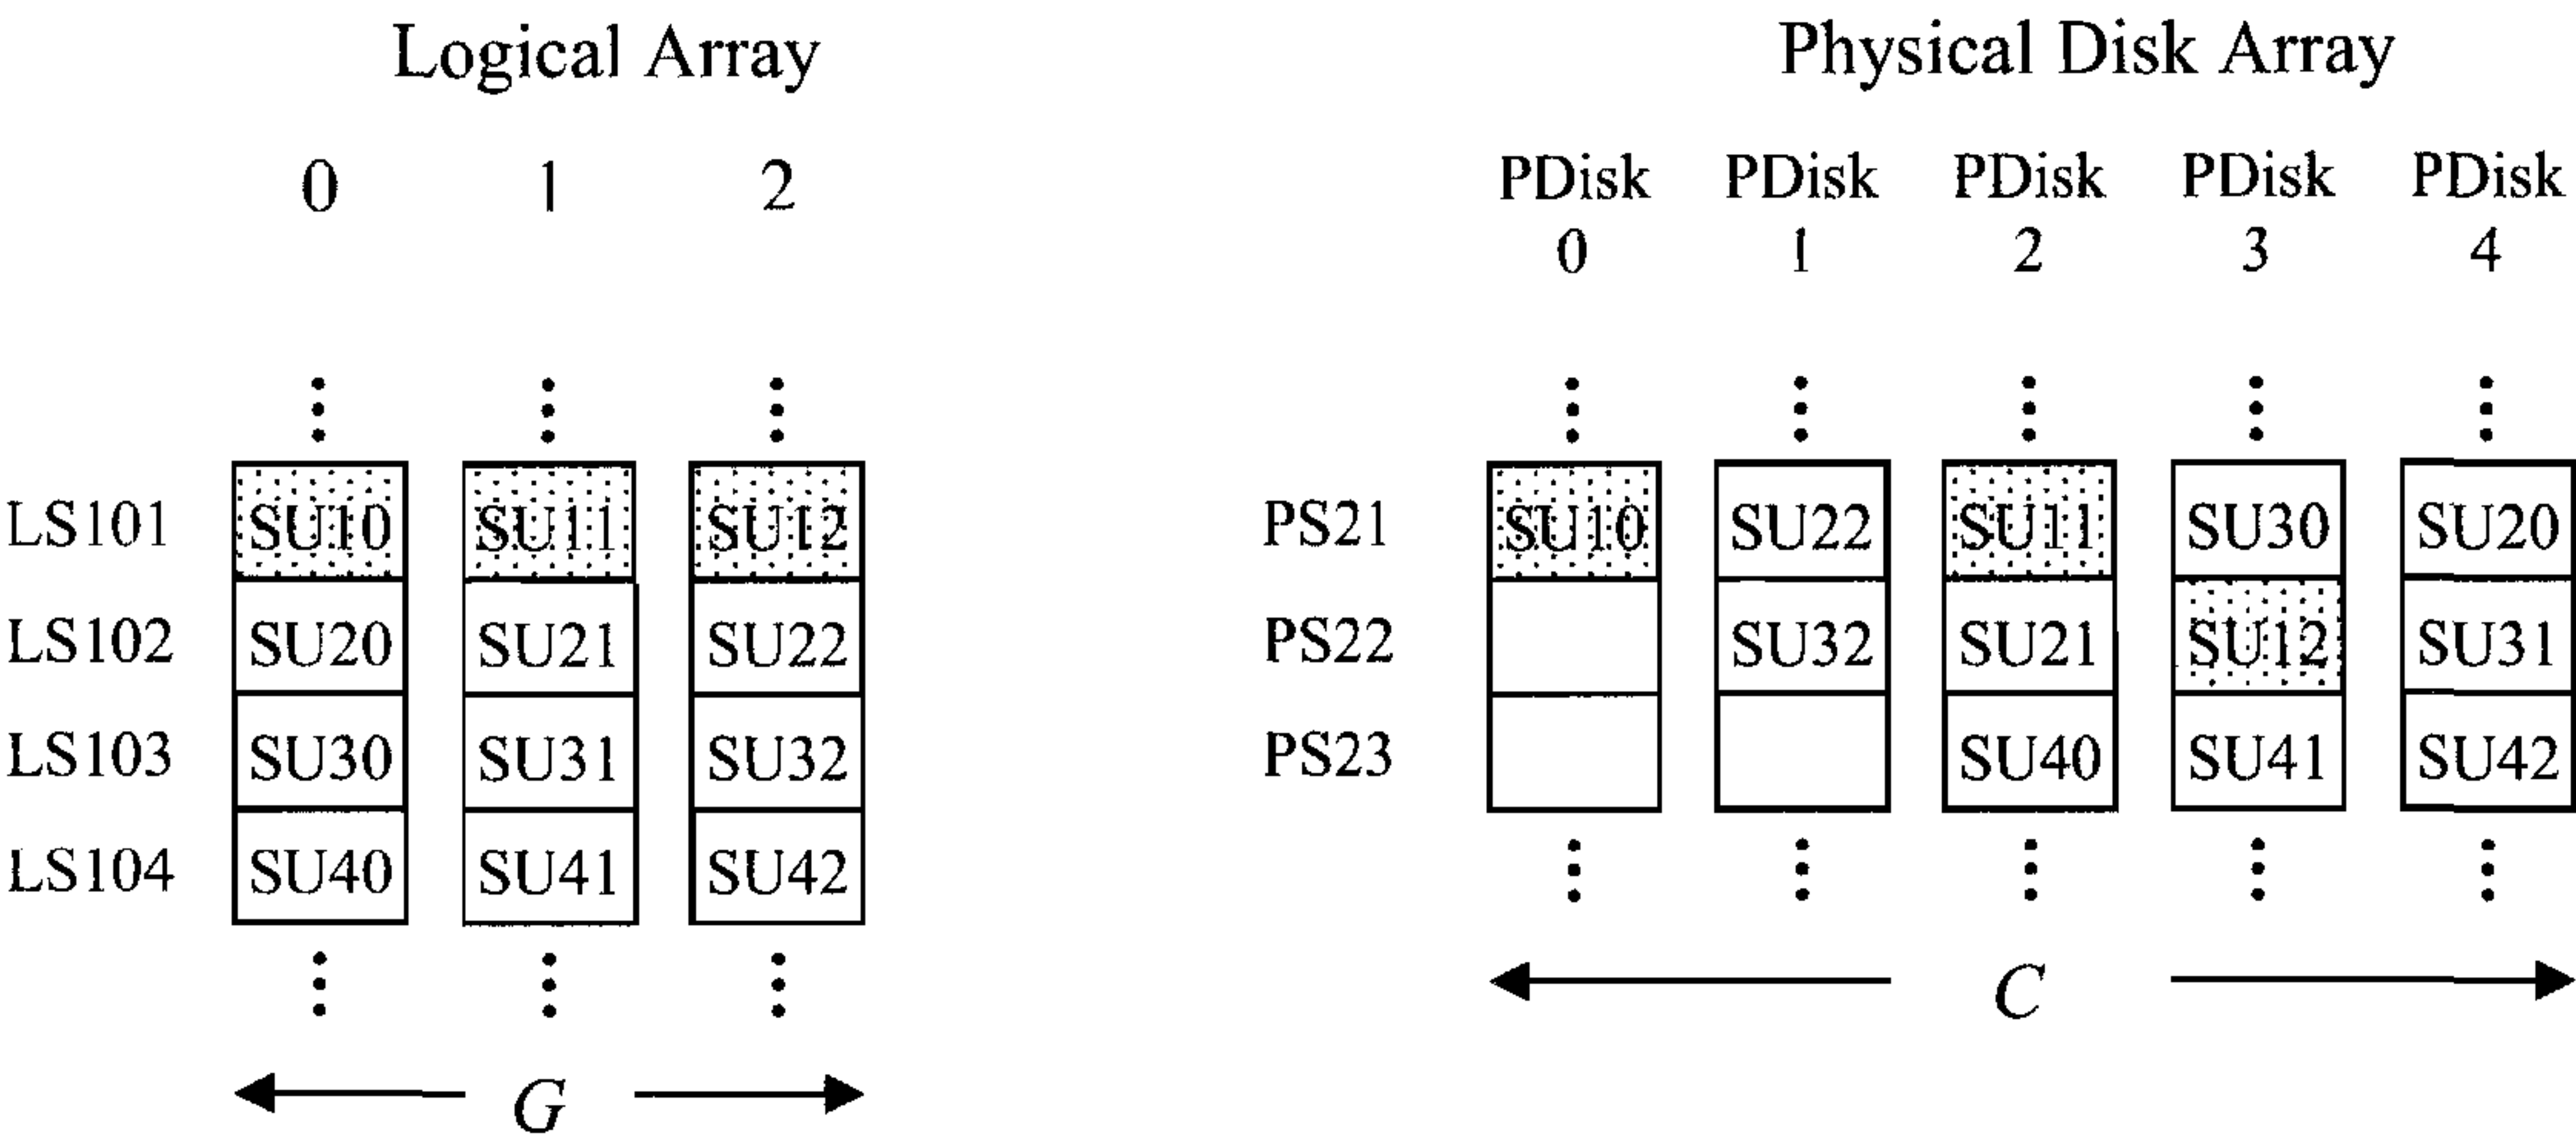 Logical Array
0 1 2
LS101 SU10 SU11 SU12
LS102 SU20 SU21 SU22
LS103 SU30 SU31 SU32
LS104 SU40 SU41 SU42
G
Physical Disk Array
PDisk PDisk PDisk PDisk PDisk
0 1 2 3 4
PS21 SU10 SU22 SU11 SU30 SU20
PS22 SU32 SU21 SU12 SU31
PS23 SU40 SU41 SU42
C